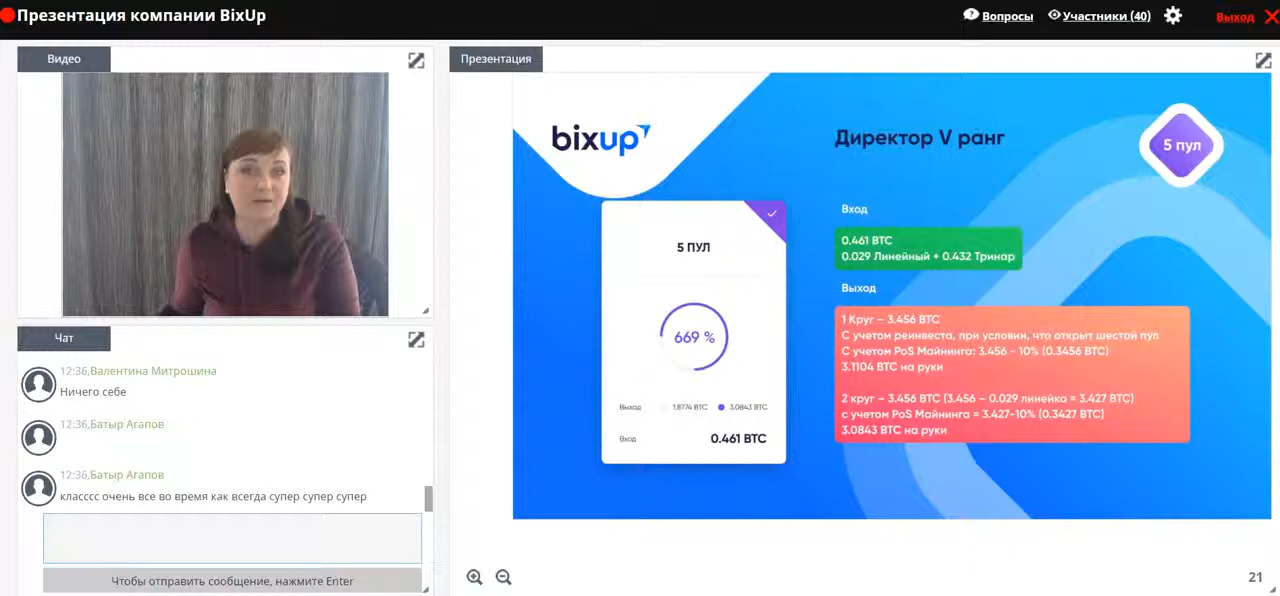 Презентация компании BixUp
Вопросы
Участники (40)
Выход
Видео
Презентация
bixup
Директор V ранг
5 пул
5 ПУЛ
669 %
Выход
1.8774 BTC
3.0843 BTC
Вход
0.461 BTC
Вход
0.461 BTC
0.029 Линейный + 0.432 Тринар
Выход
1 Круг – 3.456 BTC
С учетом реинвеста, при условии, что открыт шестой пул
С учетом PoS Майнинга: 3.456 - 10% (0.3456 BTC)
3.1104 BTC на руки
2 круг – 3.456 BTC (3.456 – 0.029 линейка = 3.427 BTC)
с учетом PoS Майнинга = 3.427-10% (0.3427 BTC)
3.0843 BTC на руки
Чат
12:36,Валентина Митрошина
Ничего себе
12:36,Батыр Агапов
12:36,Батыр Агапов
классcс очень все во время как всегда супер супер супер
Чтобы отправить сообщение, нажмите Enter
21